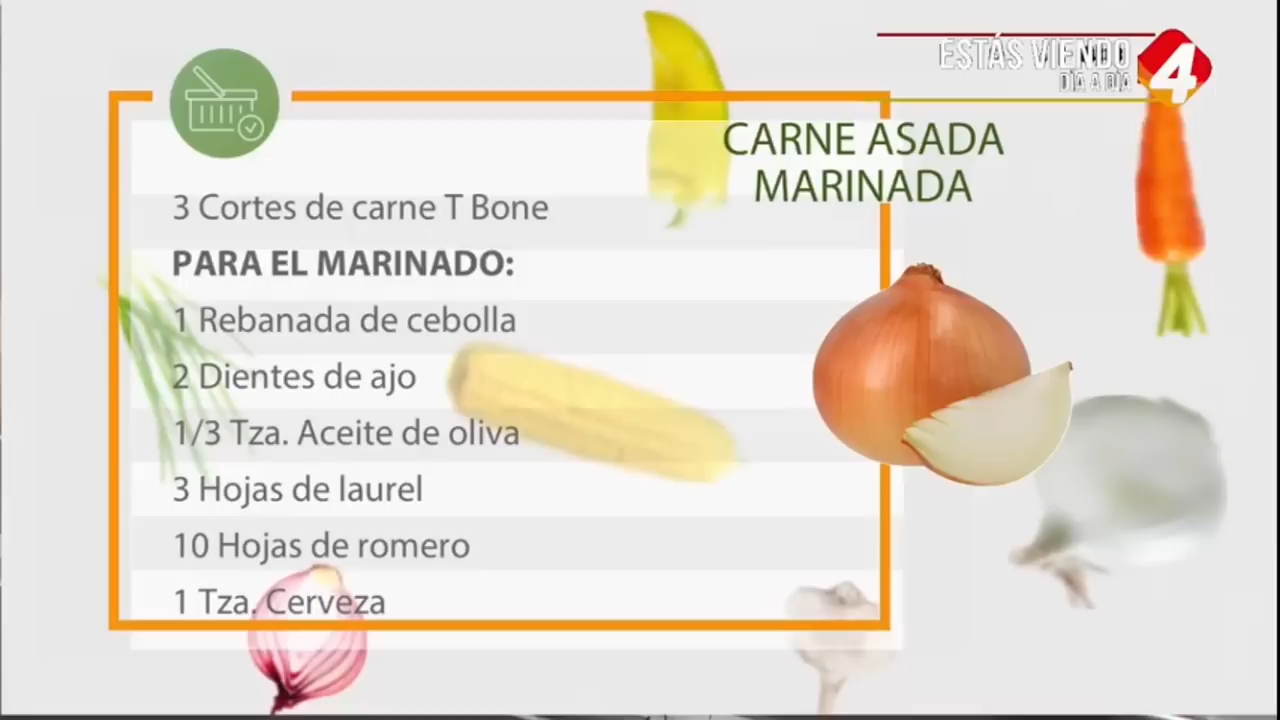 ESTÁS VIENDO
DÍA A DÍA
4
CARNE ASADA
MARINADA
3 Cortes de carne T Bone
PARA EL MARINADO:
1 Rebanada de cebolla
2 Dientes de ajo
1/3 Tza. Aceite de oliva
3 Hojas de laurel
10 Hojas de romero
1 Tza. Cerveza